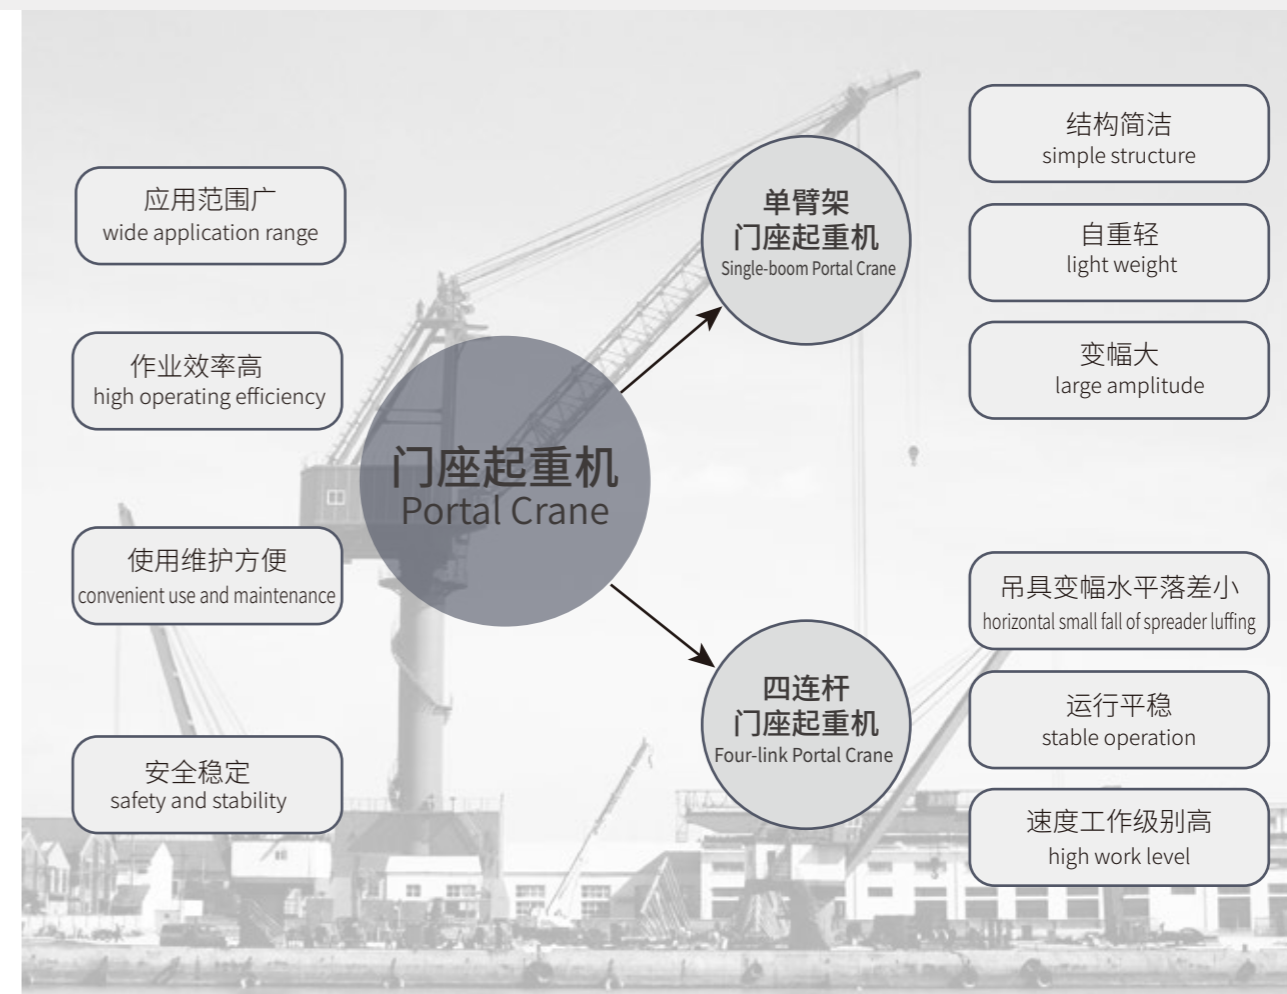 应用范围广
wide application range
作业效率高
high operating efficiency
使用维护方便
convenient use and maintenance
安全稳定
safety and stability
门座起重机
Portal Crane
单臂架
门座起重机
Single-boom Portal Crane
结构简洁
simple structure
自重轻
light weight
变幅大
large amplitude
四连杆
门座起重机
Four-link Portal Crane
吊具变幅水平落差小
horizontal small fall of spreader luffing
运行平稳
stable operation
速度工作级别高
high work level